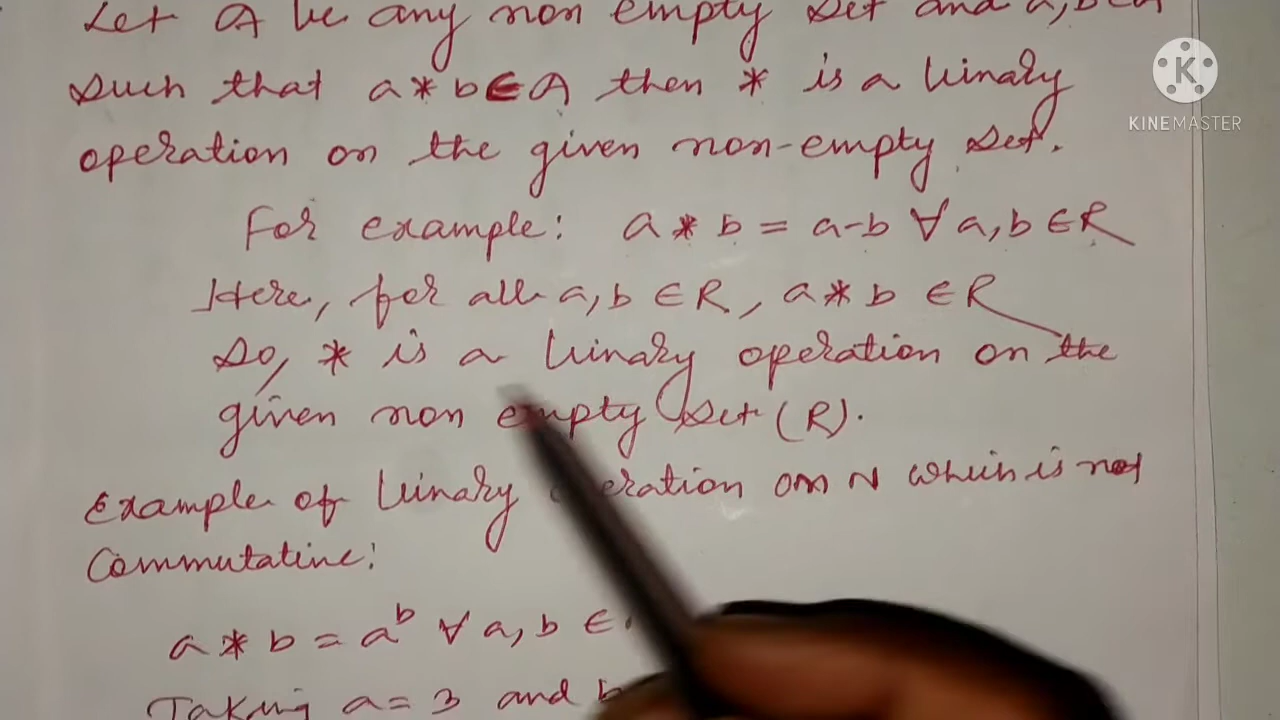 Let A be any non empty set and a, b ∈ A
such that a * b ∈ A then * is a binary
operation on the given non-empty set.
For example: a * b = a-b ∀ a, b ∈ R
Here, for all a, b ∈ R, a * b ∈ R
So, * is a binary operation on the
given non empty set (R).
Example of binary operation on N which is not
Commutative:
a * b = a^b ∀ a, b ∈
Taking a = 3 and b
K
KINEMASTER